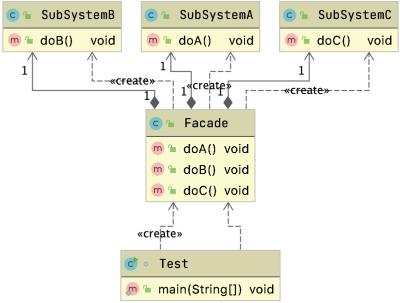 SubSystemB
doB() void
SubSystemA
doA() void
SubSystemC
doC() void
1
1
1
«create»
«create»
«create»
1
1
1
Facade
doA() void
doB() void
doC() void
«create»
Test
main(String[]) void